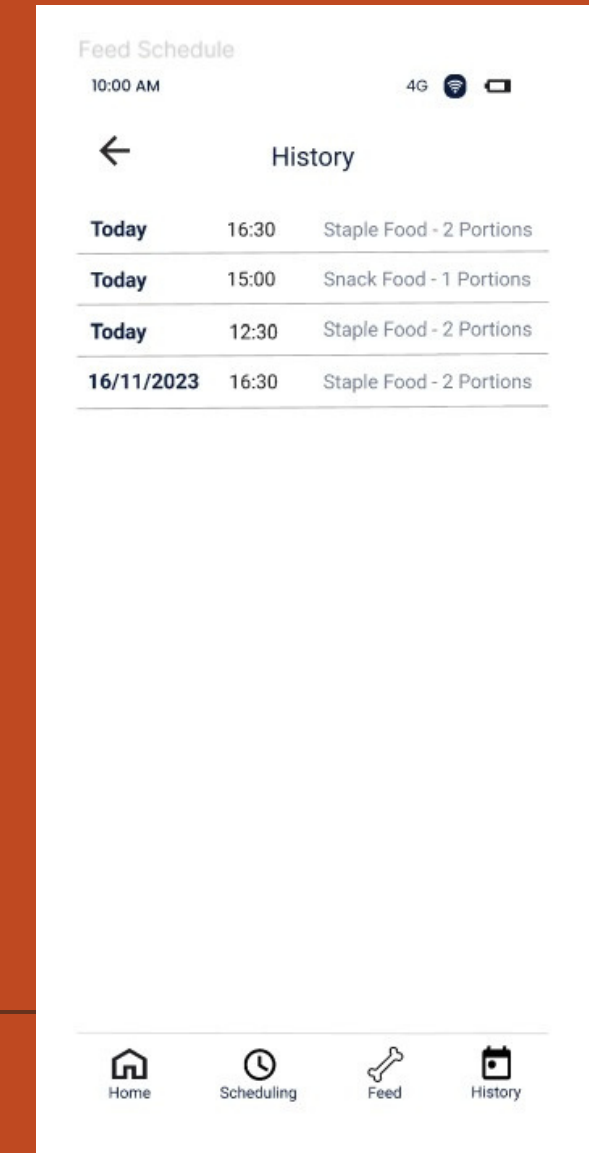 Feed Schedule
10:00 AM 4G
History
Today 16:30 Staple Food - 2 Portions
Today 15:00 Snack Food - 1 Portions
Today 12:30 Staple Food - 2 Portions
16/11/2023 16:30 Staple Food - 2 Portions
Home Scheduling Feed History